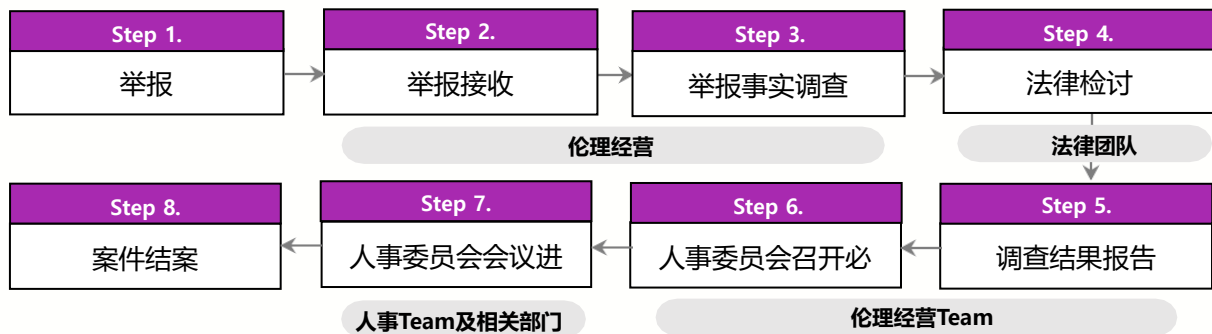 Step 1.
举报
Step 2.
举报接收
Step 3.
举报事实调查
Step 4.
法律检讨
伦理经营
法律团队
Step 5.
调查结果报告
Step 6.
人事委员会召开必
Step 7.
人事委员会会议进
Step 8.
案件结案
伦理经营Team
人事Team及相关部门